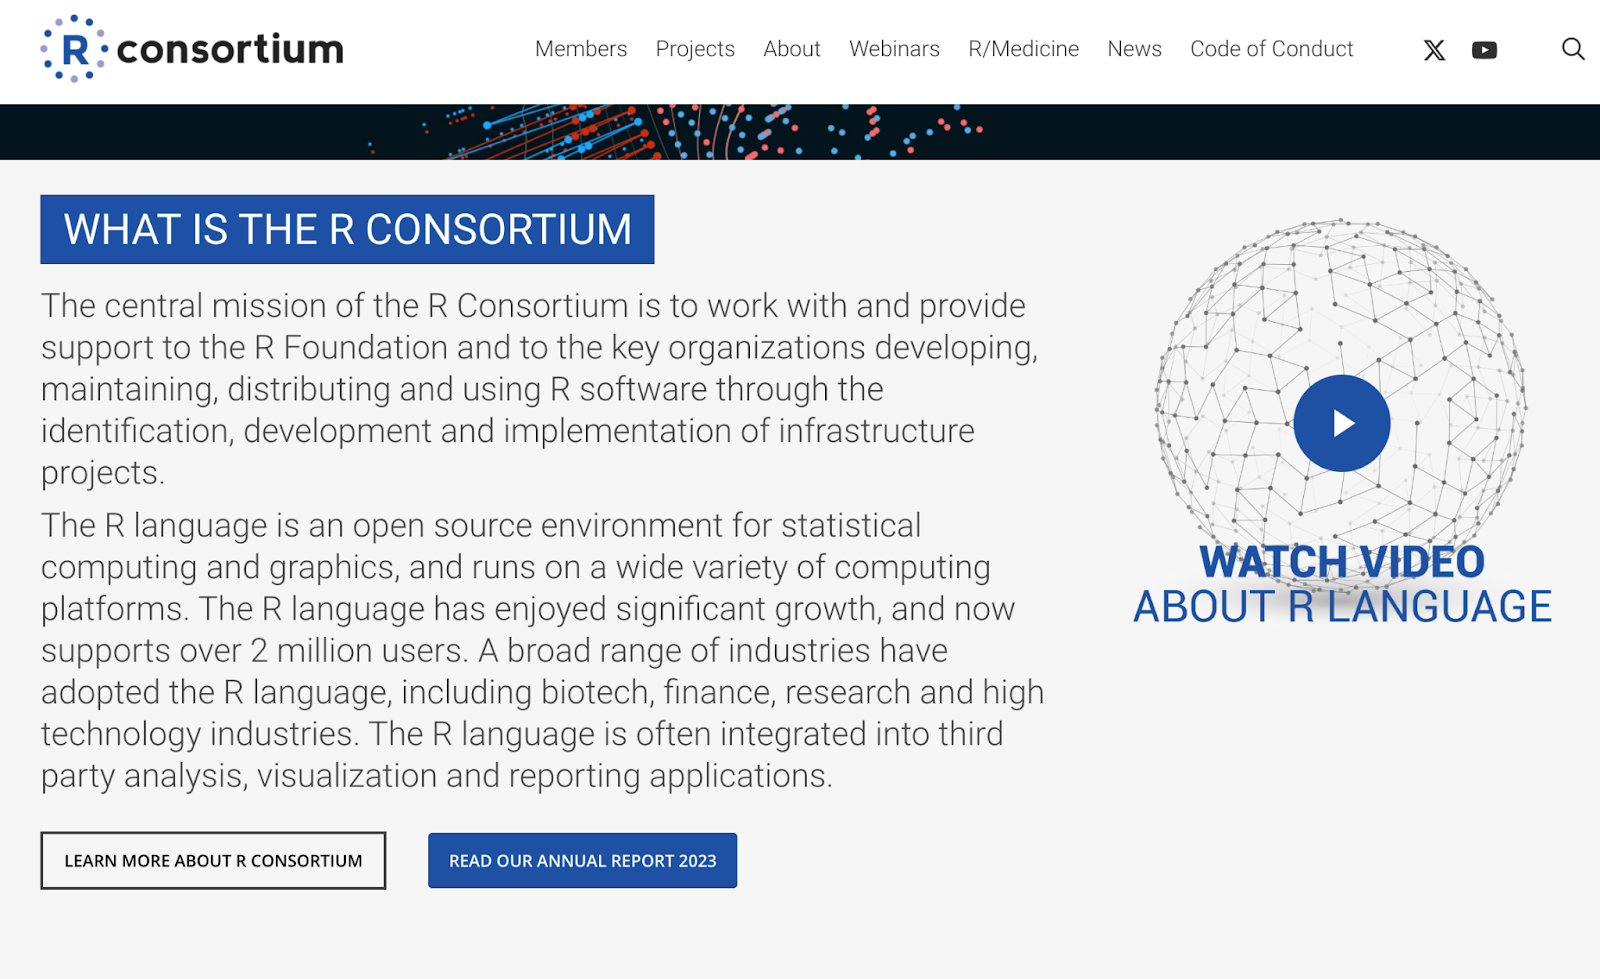 R consortium
Members Projects About Webinars R/Medicine News Code of Conduct
WHAT IS THE R CONSORTIUM
The central mission of the R Consortium is to work with and provide
support to the R Foundation and to the key organizations developing,
maintaining, distributing and using R software through the
identification, development and implementation of infrastructure
projects.
The R language is an open source environment for statistical
computing and graphics, and runs on a wide variety of computing
platforms. The R language has enjoyed significant growth, and now
supports over 2 million users. A broad range of industries have
adopted the R language, including biotech, finance, research and high
technology industries. The R language is often integrated into third
party analysis, visualization and reporting applications.
LEARN MORE ABOUT R CONSORTIUM
READ OUR ANNUAL REPORT 2023
WATCH VIDEO
ABOUT R LANGUAGE